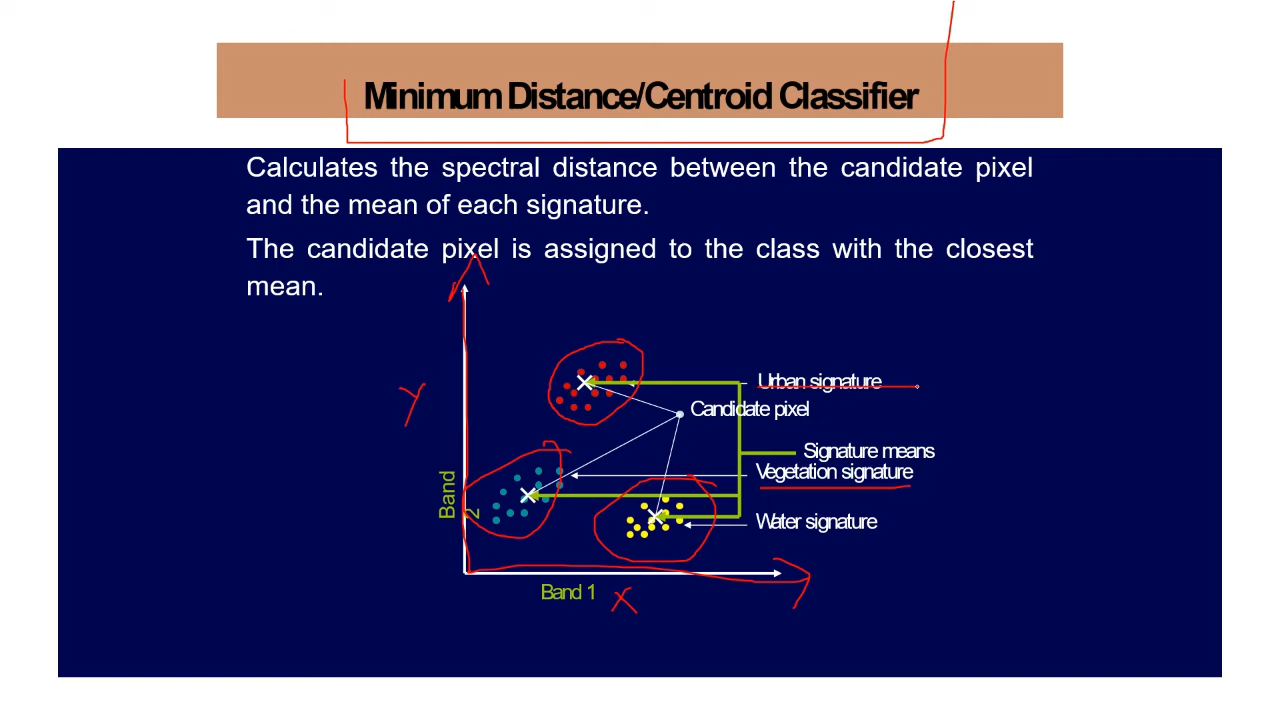 Minimum Distance/Centroid Classifier
Calculates the spectral distance between the candidate pixel
and the mean of each signature.
The candidate pixel is assigned to the class with the closest
mean.
Urban signature
Candidate pixel
Y
Signature means
Vegetation signature
Band
2
Water signature
Band 1
X